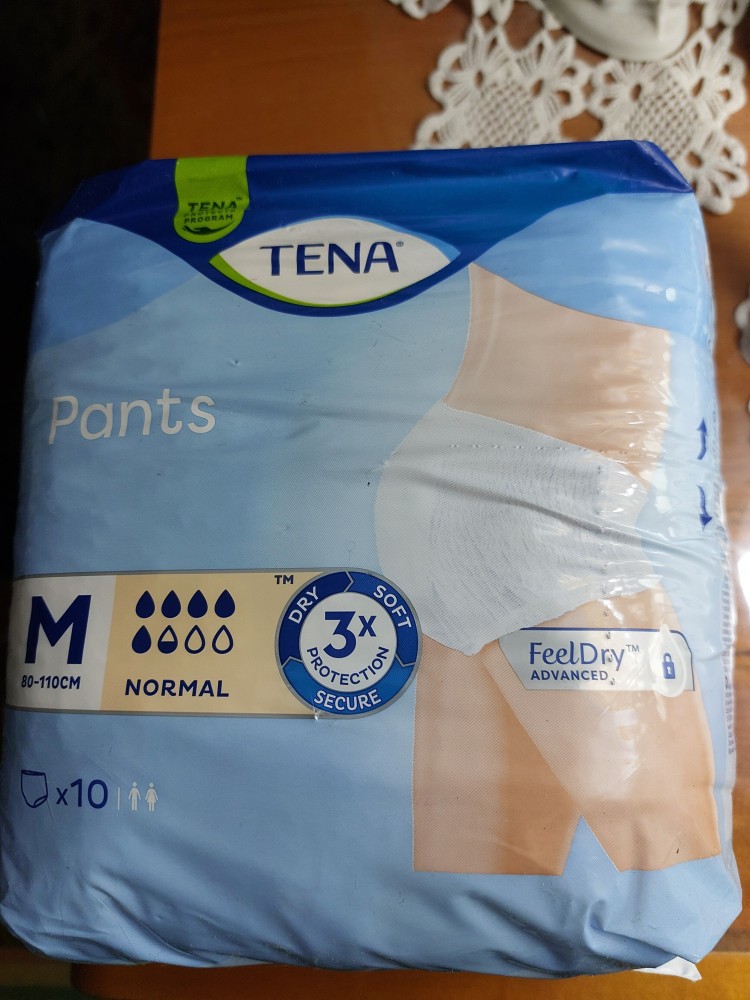 TENA
PROTECTS
PROGRAM
TENA®
Pants
M
80-110CM
NORMAL
™
DRY
SOFT
3x
PROTECTION
SECURE
FeelDry™
ADVANCED
x10